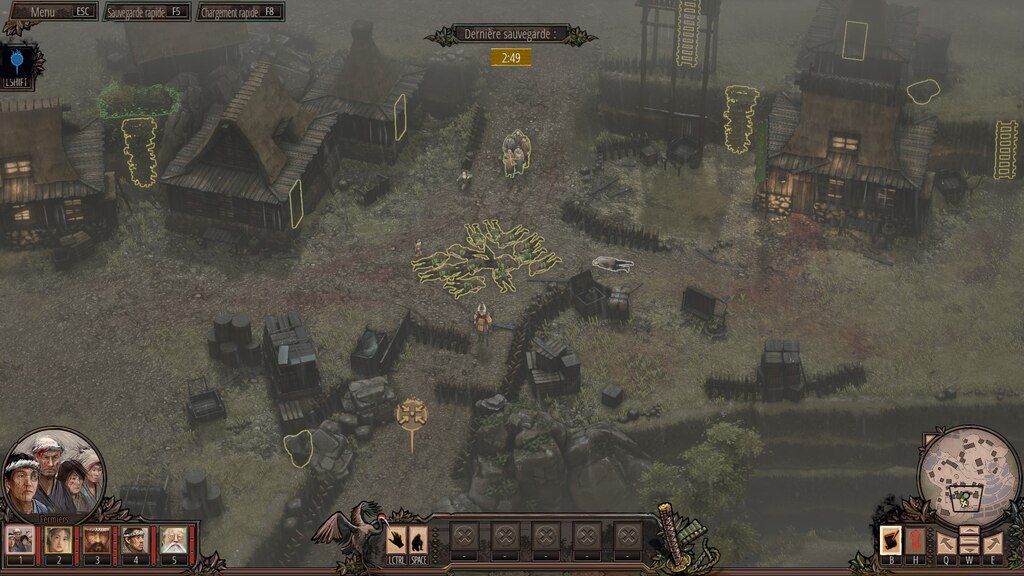 Menu ESC
Sauvegarde rapide F5
Chargement rapide F8
Dernière sauvegarde :
2:49
LSHIFT
Fermiers
1 2 3 4 5
LCTRL SPACE
B H Q W E